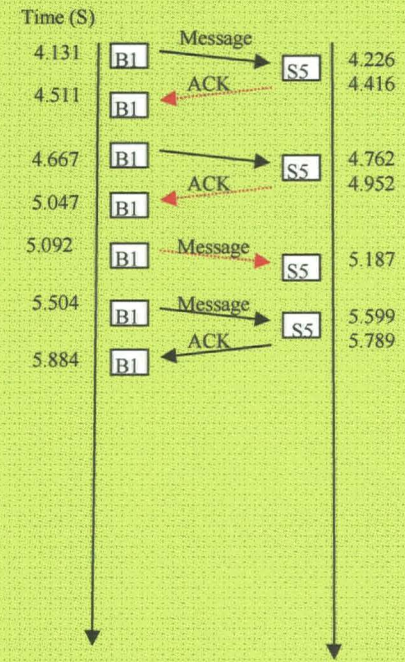 Time (S)
Message
4.131 B1 S5 4.226
ACK 4.416
4.511 B1
4.667 B1 S5 4.762
ACK 4.952
5.047 B1
5.092 B1 Message S5 5.187
5.504 B1 Message S5 5.599
ACK 5.789
5.884 B1